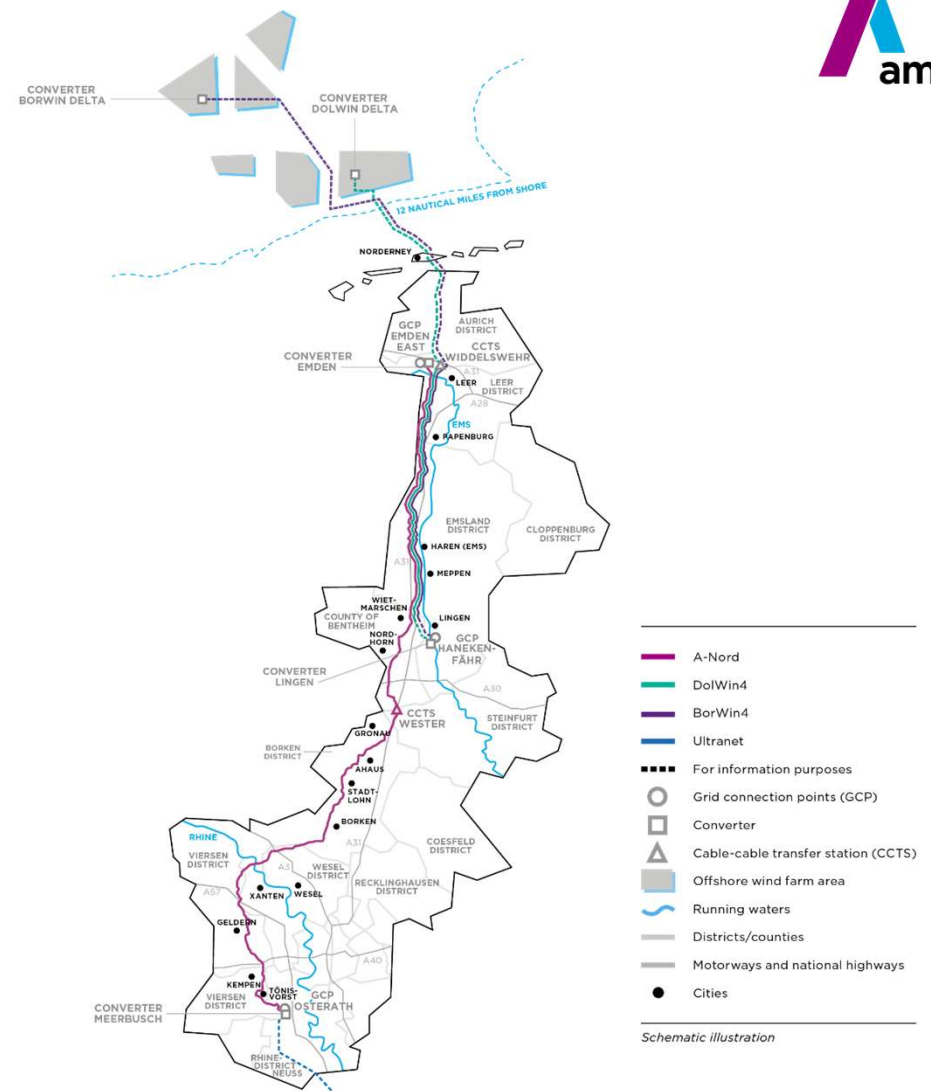 am
CONVERTER
BORWIN DELTA
CONVERTER
DOLWIN DELTA
12 NAUTICAL MILES FROM SHORE
NORDERNEY
GCP
EMDEN
EAST
AURICH
DISTRICT
CONVERTER
EMDEN
CCTS
WIDDELSWEHR
A31
LEER
LEER
DISTRICT
A28
EMS
PAPENBURG
EMSLAND
DISTRICT
CLOPPENBURG
DISTRICT
HAREN (EMS)
A31
MEPPEN
WIET-
MARSCHEN
COUNTY OF
BENTHEIM
LINGEN
NORD-
HORN
GCP
HANEKEN-
FÄHR
CONVERTER
LINGEN
A30
CCTS
WESTER
STEINFURT
DISTRICT
GRONAU
BORKEN
DISTRICT
AHAUS
STADT-
LOHN
BORKEN
RHINE
A31
COESFELD
DISTRICT
VIERSEN
DISTRICT
A3
WESEL
DISTRICT
RECKLINGHAUSEN
DISTRICT
A57
XANTEN
WESEL
GELDERN
A40
KEMPEN
TÖNIS-
VORST
VIERSEN
DISTRICT
GCP
OSTERATH
CONVERTER
MEERBUSCH
RHINE-
DISTRICT
NEUSS
A-Nord
DolWin4
BorWin4
Ultranet
For information purposes
Grid connection points (GCP)
Converter
Cable-cable transfer station (CCTS)
Offshore wind farm area
Running waters
Districts/counties
Motorways and national highways
Cities
Schematic illustration